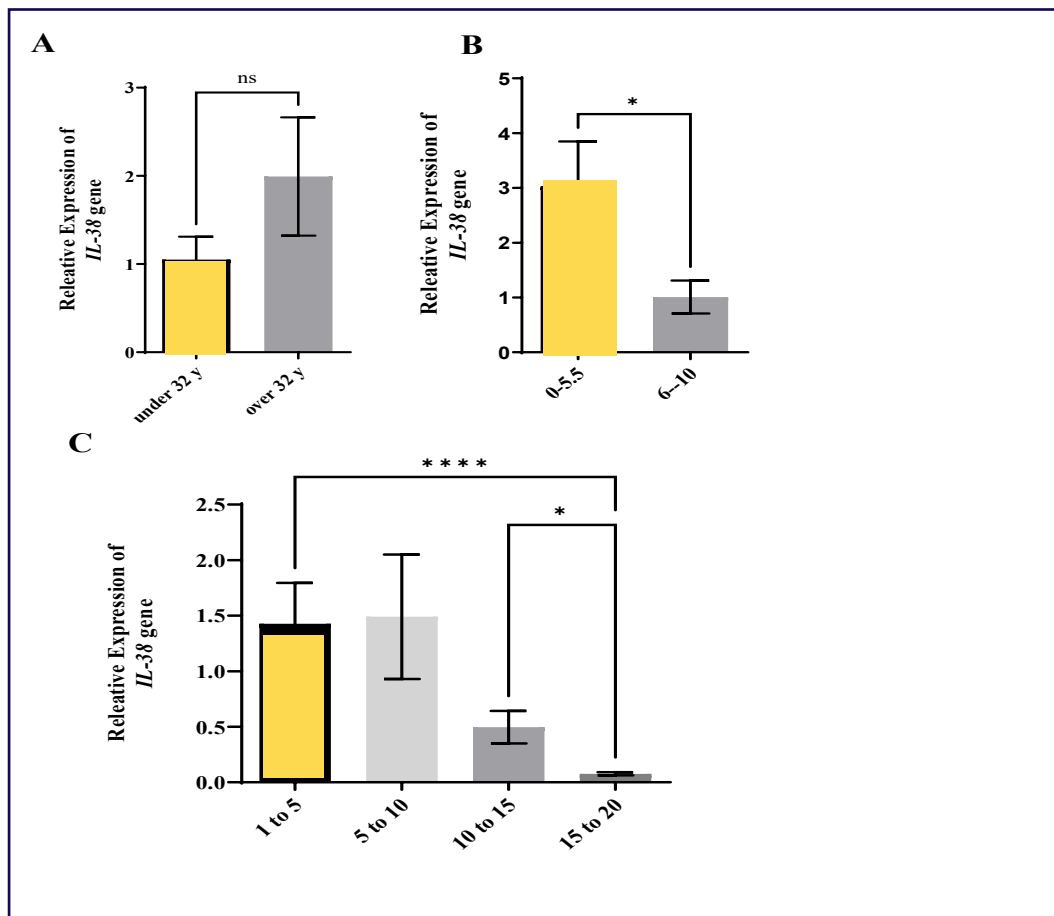 A
ns
Releative Expression of
IL-38 gene
3
2
1
0
under 32 y
over 32 y
B
*
Releative Expression of
IL-38 gene
5
4
3
2
1
0
0-5.5
6--10
C
****
*
Releative Expression of
IL-38 gene
2.5
2.0
1.5
1.0
0.5
0.0
1 to 5
5 to 10
10 to 15
15 to 20